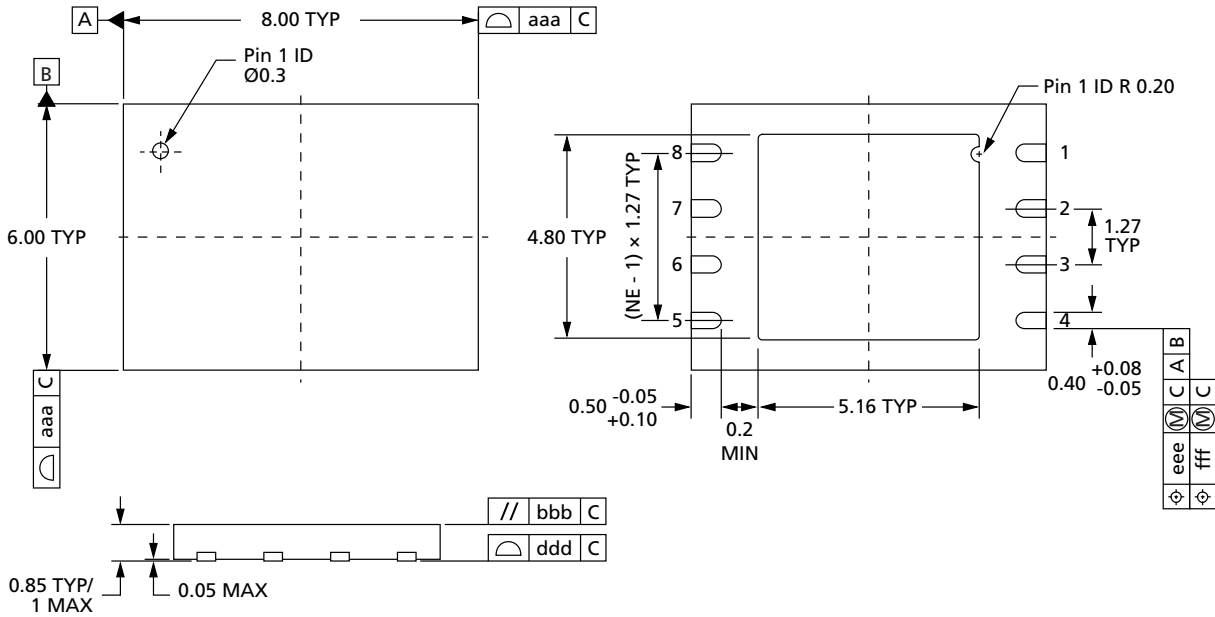 A
8.00 TYP
aaa C
Pin 1 ID
Ø0.3
B
6.00 TYP
aaa C
Pin 1 ID R 0.20
8
7
6
5
1
2
3
4
(NE - 1) × 1.27 TYP
4.80 TYP
1.27
TYP
0.40 +0.08
-0.05
0.50 -0.05
+0.10
0.2
MIN
5.16 TYP
eee Ⓜ C A B
fff Ⓜ C
// bbb C
ddd C
0.85 TYP/
1 MAX
0.05 MAX